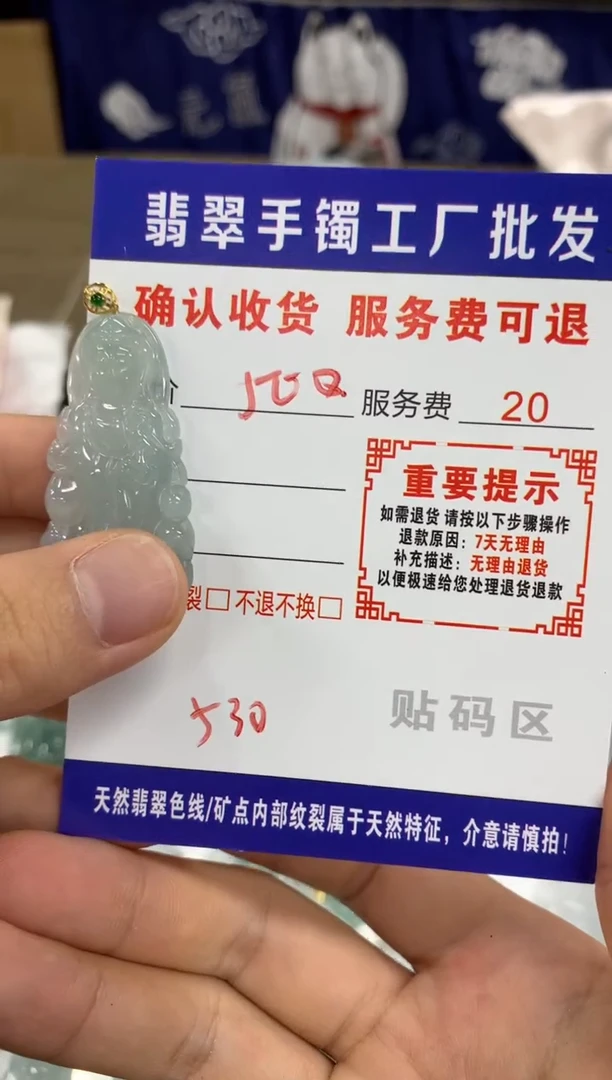 翡翠手镯工厂批发
确认收货 服务费可退
价 500 服务费 20
重要提示
如需退货 请按以下步骤操作
退款原因：7天无理由
补充描述：无理由退货
以便极速给您处理退货退款
裂□ 不退不换□
530
贴码区
天然翡翠色线/矿点内部纹裂属于天然特征，介意请慎拍！